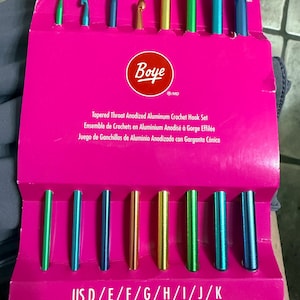 Boye
Tapered Throat Anodized Aluminum Crochet Hook Set
Ensemble de Crochets en Aluminium Anodisé à Gorge Effilée
Juego de Ganchillos de Aluminio Anodizado con Garganta Cónica
US D/E/F/G/H/I/J/K